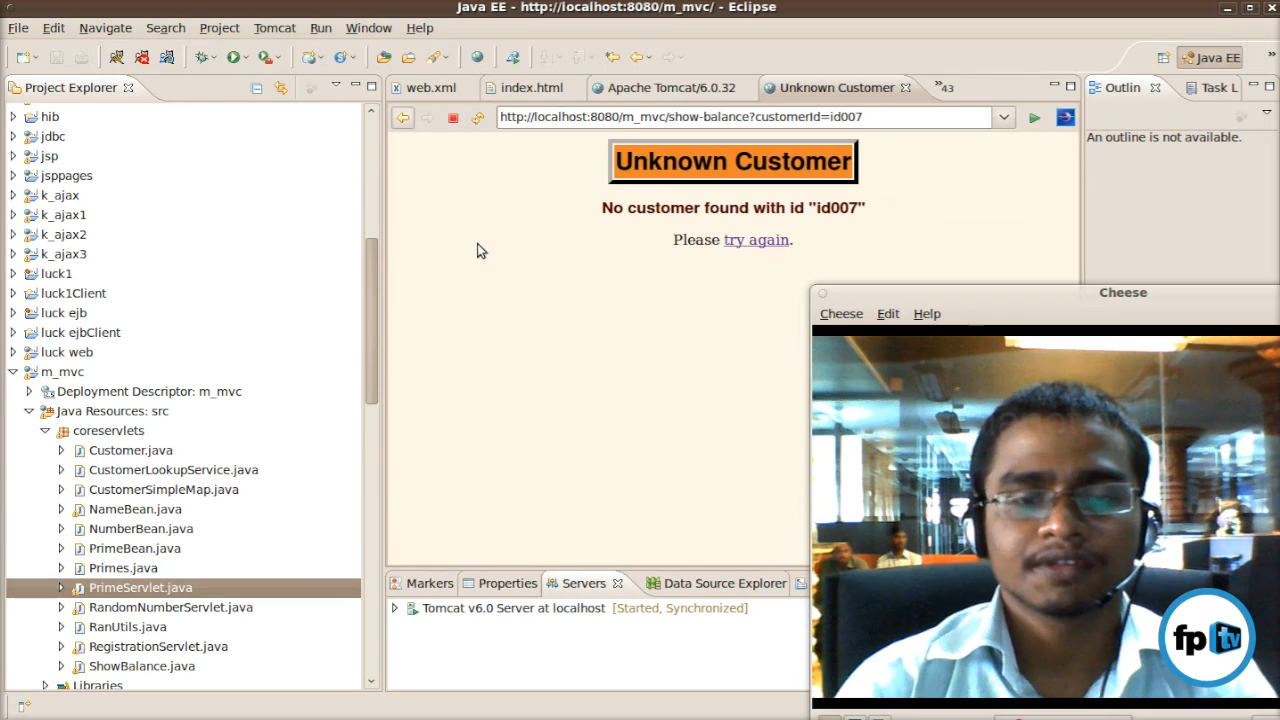 Java EE - http://localhost:8080/m_mvc/ - Eclipse
File Edit Navigate Search Project Tomcat Run Window Help
Java EE
Project Explorer
web.xml index.html Apache Tomcat/6.0.32 Unknown Customer »43
Outlin Task L
http://localhost:8080/m_mvc/show-balance?customerId=id007
An outline is not available.
Unknown Customer
No customer found with id "id007"
Please try again.
hib
jdbc
jsp
jsppages
k_ajax
k_ajax1
k_ajax2
k_ajax3
luck1
luck1Client
luck ejb
luck ejbClient
luck web
m_mvc
Deployment Descriptor: m_mvc
Java Resources: src
coreservlets
Customer.java
CustomerLookupService.java
CustomerSimpleMap.java
NameBean.java
NumberBean.java
PrimeBean.java
Primes.java
PrimeServlet.java
RandomNumberServlet.java
RanUtils.java
RegistrationServlet.java
ShowBalance.java
Libraries
Cheese
Cheese Edit Help
Markers Properties Servers Data Source Explorer
Tomcat v6.0 Server at localhost [Started, Synchronized]
fp tv